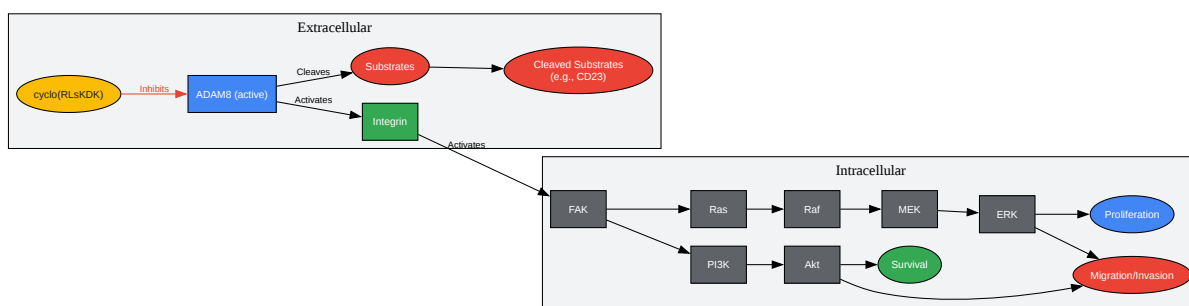 Extracellular
cyclo(RLsKDK)
Inhibits
ADAM8 (active)
Cleaves
Substrates
Cleaved Substrates
(e.g., CD23)
Activates
Integrin
Activates
Intracellular
FAK
Ras
Raf
MEK
ERK
Proliferation
PI3K
Akt
Survival
Migration/Invasion